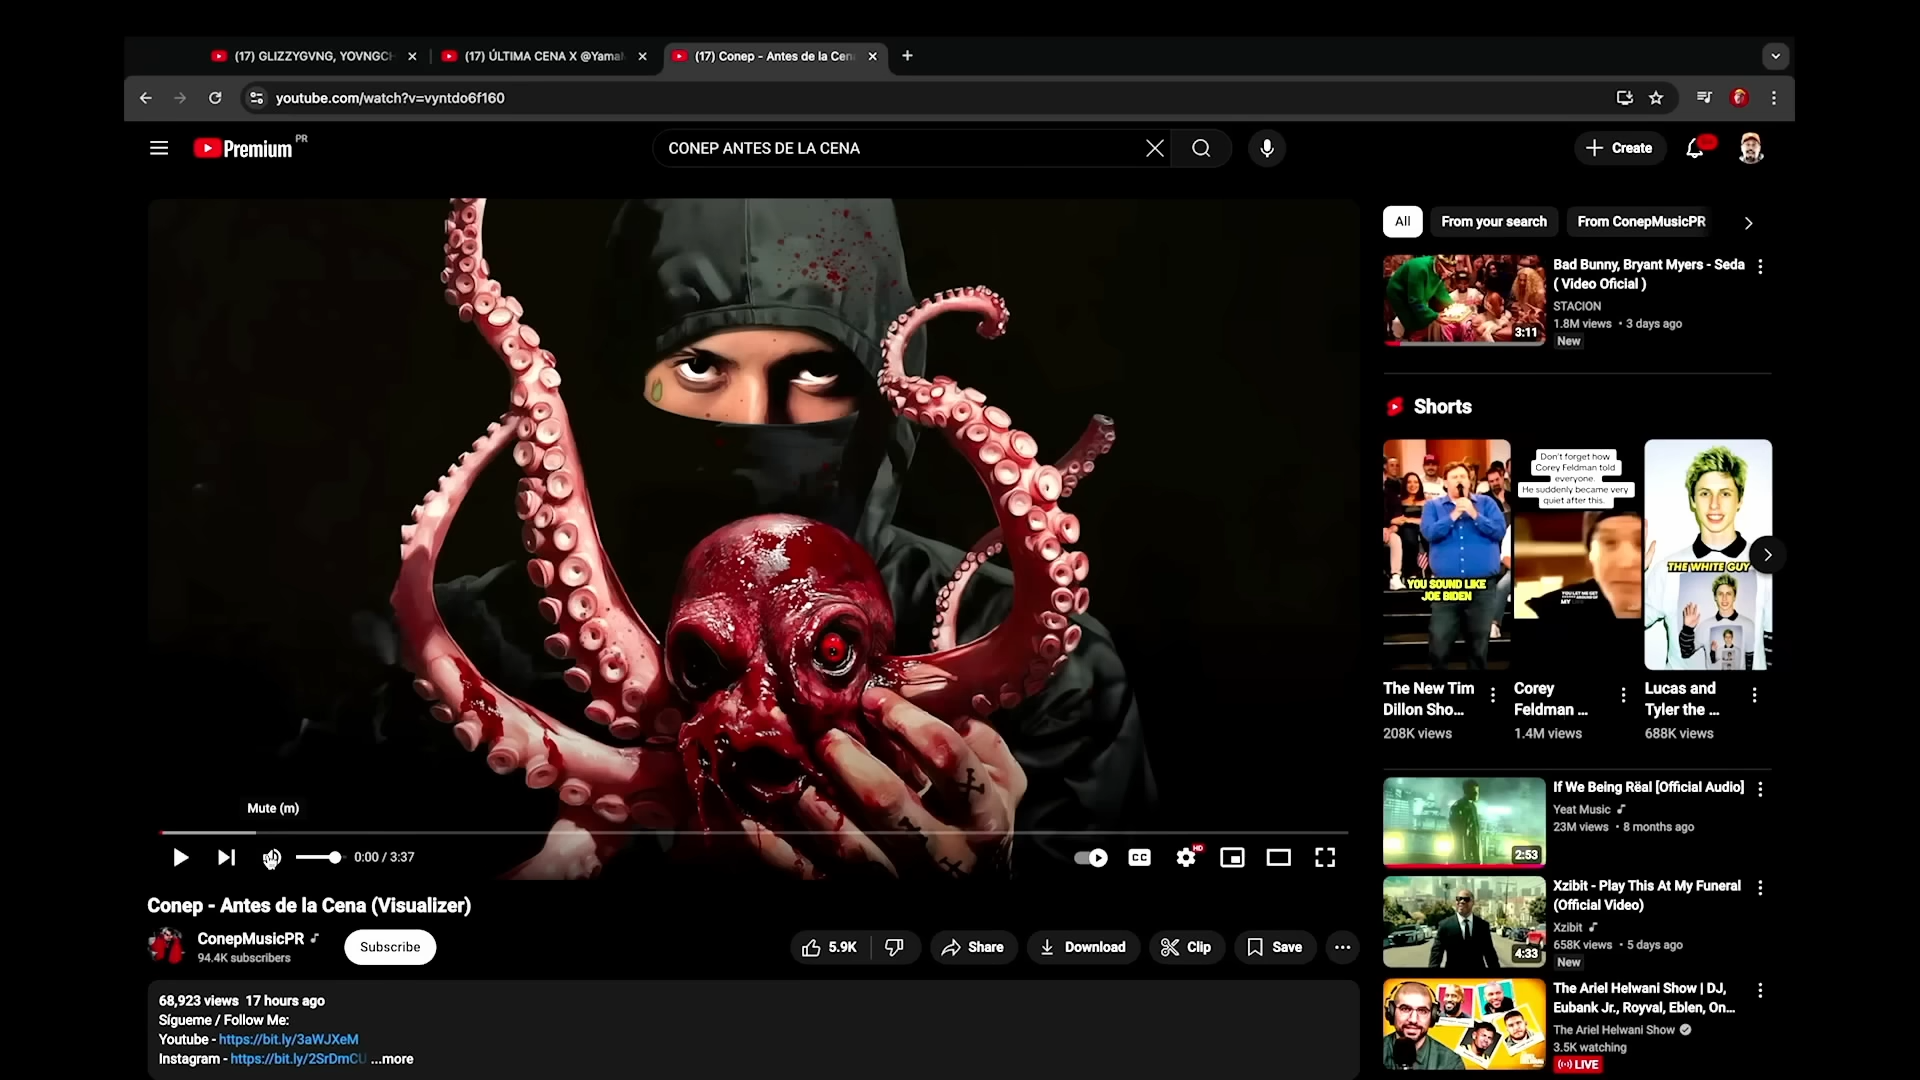 (17) GLIZZYGVNG, YOVNGCH
(17) ÚLTIMA CENA X @Yamal
(17) Conep - Antes de la Cena
youtube.com/watch?v=vyntdo6f160
Premium PR
CONEP ANTES DE LA CENA
Create
All
From your search
From ConepMusicPR
Bad Bunny, Bryant Myers - Seda
( Video Oficial )
STACION
1.8M views • 3 days ago
New
3:11
Shorts
YOU SOUND LIKE
JOE BIDEN
Don't forget how
Corey Feldman told
everyone.
He suddenly became very
quiet after this.
THE WHITE GUY
The New Tim
Dillon Sho...
208K views
Corey
Feldman ...
1.4M views
Lucas and
Tyler the ...
688K views
If We Being Rëal [Official Audio]
Yeat Music
23M views • 8 months ago
2:53
Xzibit - Play This At My Funeral
(Official Video)
Xzibit
658K views • 5 days ago
New
4:33
The Ariel Helwani Show | DJ,
Eubank Jr., Royval, Eblen, On...
The Ariel Helwani Show
3.5K watching
LIVE
Mute (m)
0:00 / 3:37
CC
HD
Conep - Antes de la Cena (Visualizer)
ConepMusicPR
94.4K subscribers
Subscribe
5.9K
Share
Download
Clip
Save
68,923 views 17 hours ago
Sígueme / Follow Me:
Youtube - https://bit.ly/3aWJXeM
Instagram - https://bit.ly/2SrDmCU ...more